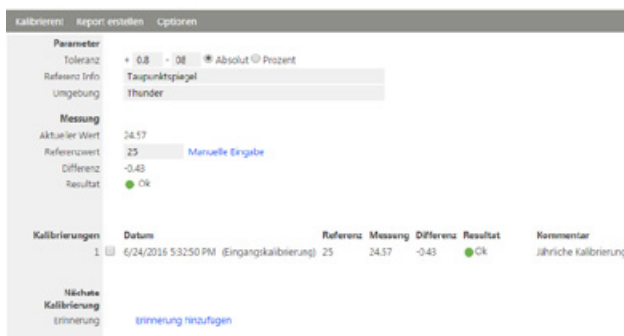 Kalibrieren: Report erstellen Optionen
Parameter
Toleranz + 0.8 - 08 Absolut Prozent
Referenz Info Taupunktspiegel
Umgebung Thunder
Messung
Aktueller Wert 24.57
Referenzwert 25 Manuelle Eingabe
Differenz -0.43
Resultat Ok
Kalibrierungen Datum Referenz Messung Differenz Resultat Kommentar
1 6/24/2016 5:32:50 PM (Eingangskalibrierung) 25 24.57 -0.43 Ok Jährliche Kalibrierung
Nächste
Kalibrierung
Erinnerung Erinnerung hinzufügen